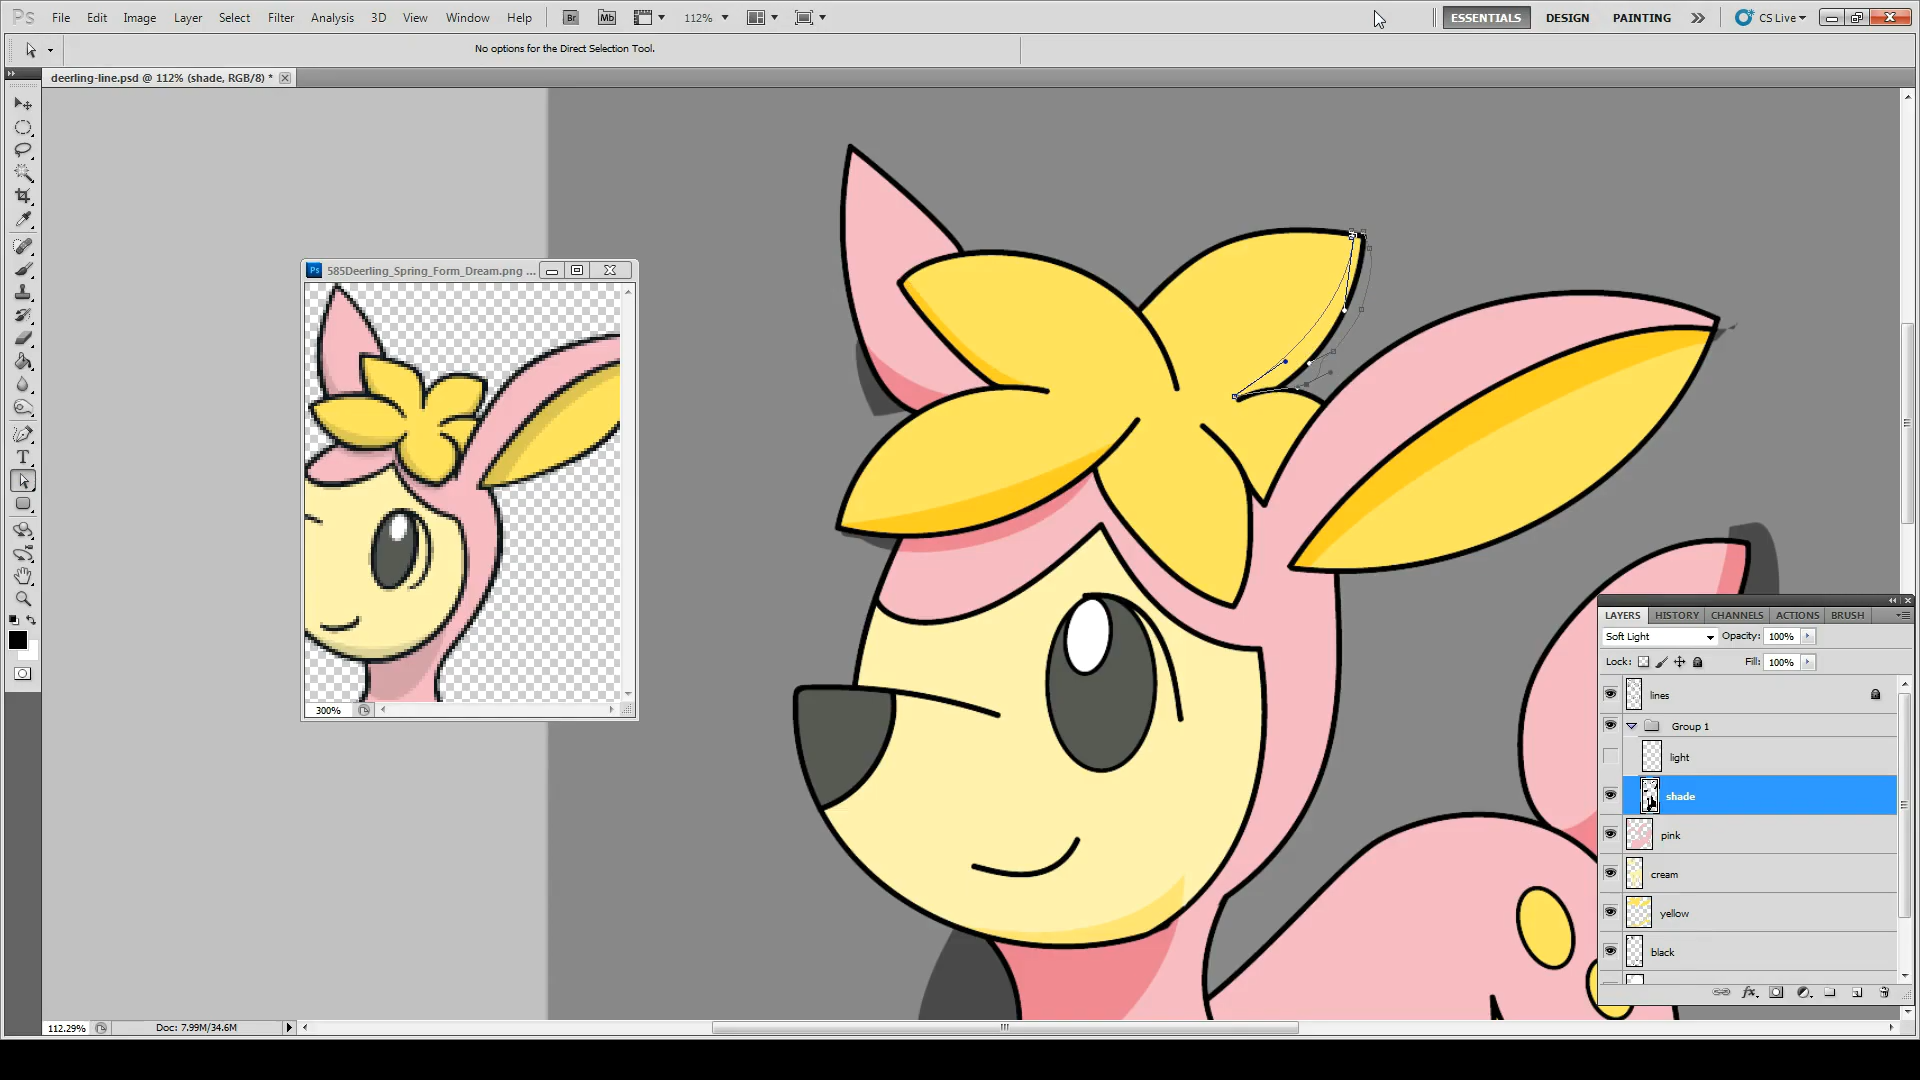 Ps File Edit Image Layer Select Filter Analysis 3D View Window Help Br Mb 112% ESSENTIALS DESIGN PAINTING CS Live
No options for the Direct Selection Tool.
deerling-line.psd @ 112% (shade, RGB/8) *
Ps 585Deerling_Spring_Form_Dream.png ...
300%
LAYERS HISTORY CHANNELS ACTIONS BRUSH
Soft Light Opacity: 100%
Lock: Fill: 100%
lines
Group 1
light
shade
pink
cream
yellow
black
fx
T
112.29% Doc: 7.99M/34.6M